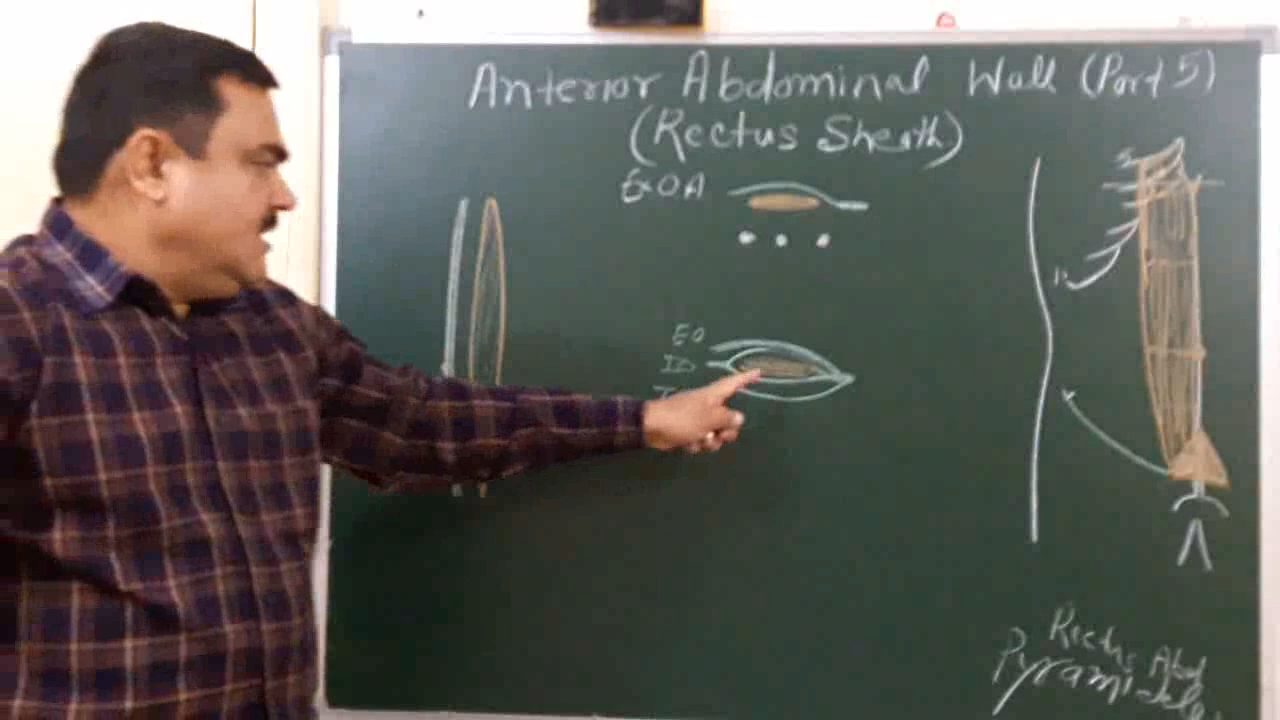 Anterior Abdominal Wall (Part 5)
(Rectus Sheath)
EOA
EO
IO
Rectus Abd
Pyramidalis